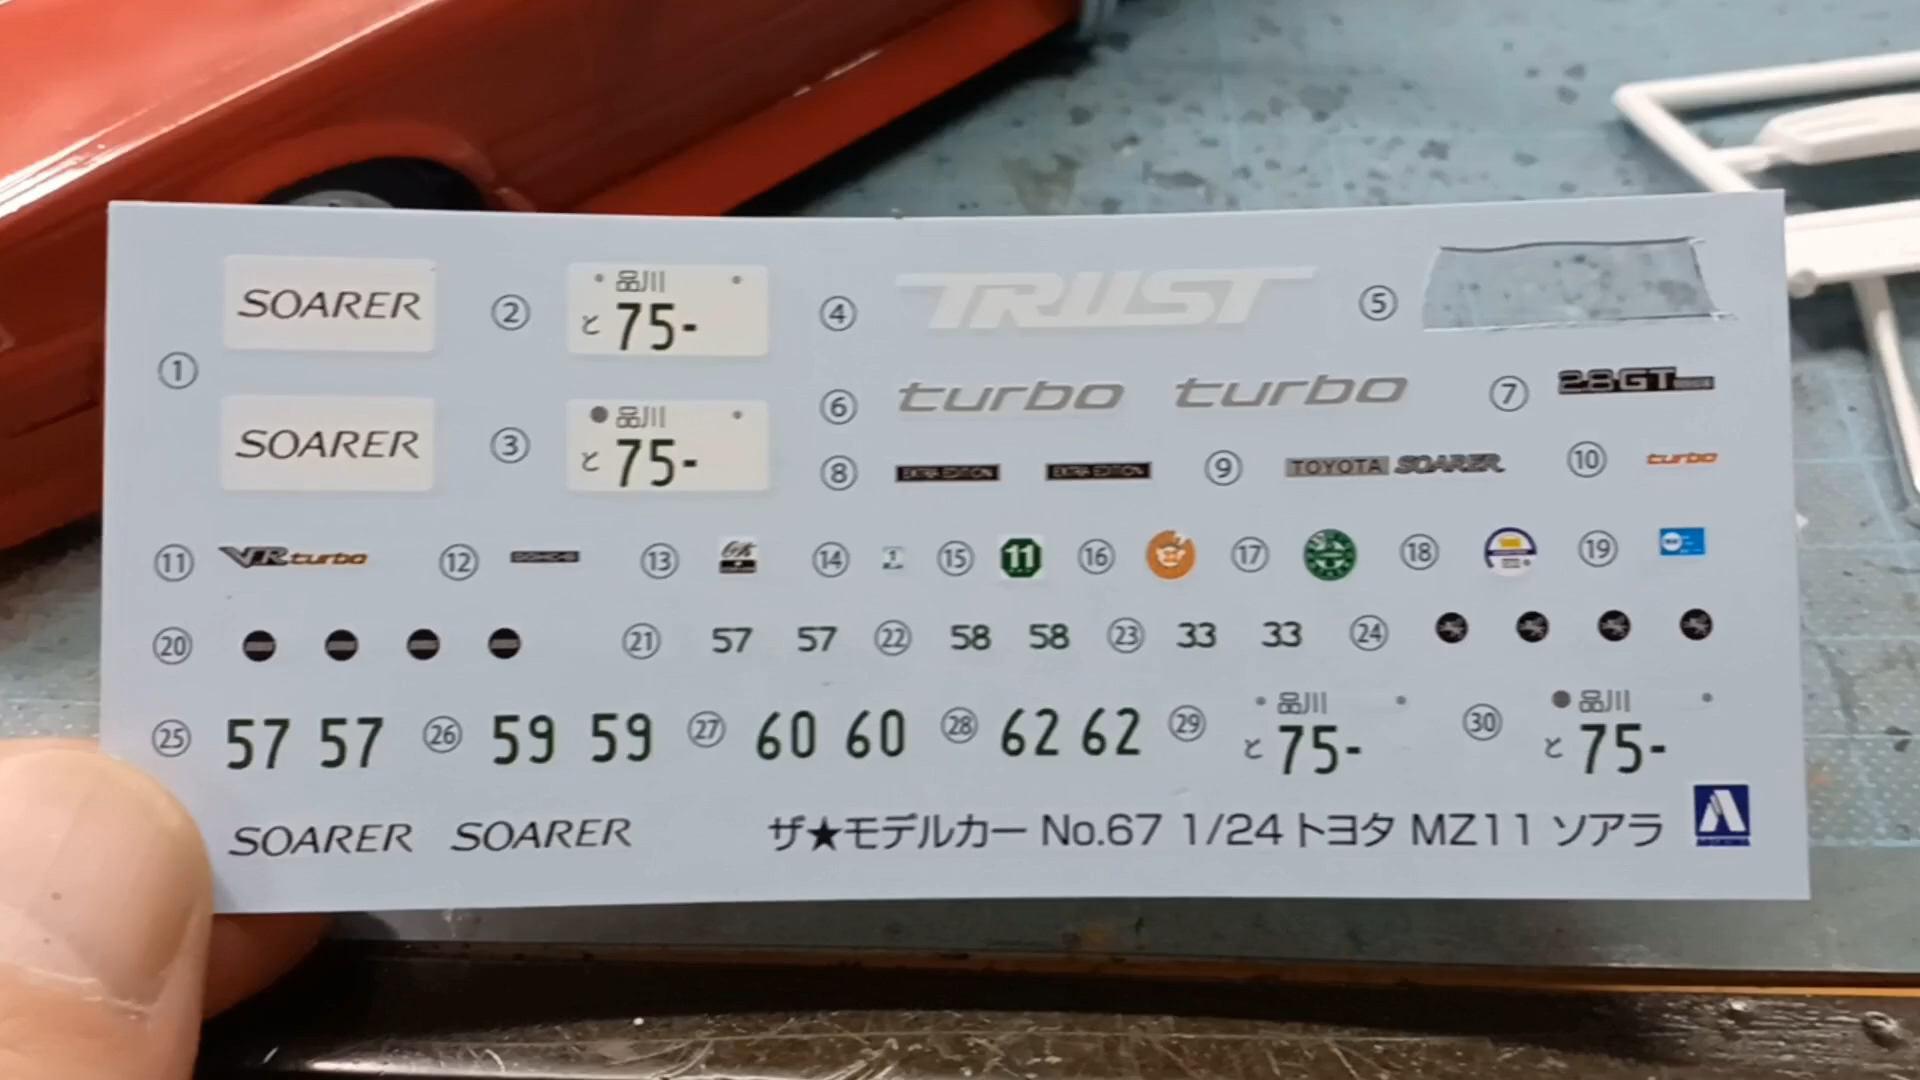 SOARER ② 品川 ④ TRUST ⑤
と 75-
① ⑥ turbo turbo ⑦ 2.8GT
SOARER ③ 品川
と 75-
⑧ EXTRA EDITION EXTRA EDITION ⑨ TOYOTA SOARER ⑩ turbo
⑪ VR turbo ⑫ DOHC-6 ⑬ ⑭ 1 ⑮ 11 ⑯ ⑰ ⑱ ⑲
⑳ ㉑ 57 57 ㉒ 58 58 ㉓ 33 33 ㉔
㉕ 57 57 ㉖ 59 59 ㉗ 60 60 ㉘ 62 62 ㉙ 品川 と 75- ㉚ 品川 と 75-
SOARER SOARER ザ★モデルカー No.67 1/24 トヨタ MZ11 ソアラ